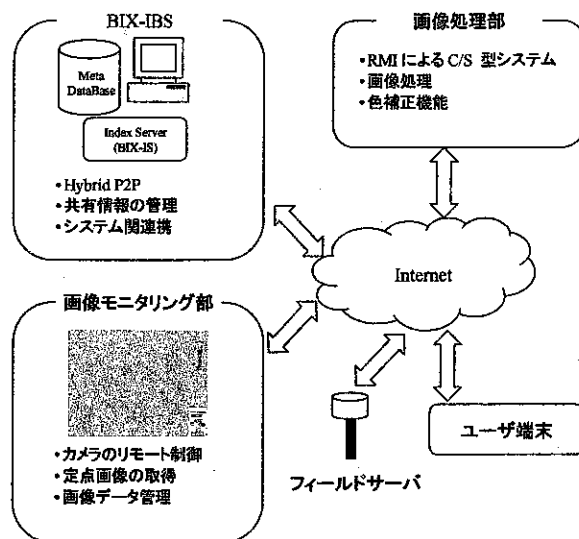 BIX-IBS
Meta
DataBase
Index Server
(BIX-IS)
・Hybrid P2P
・共有情報の管理
・システム関連携
画像処理部
・RMIによるC/S 型システム
・画像処理
・色補正機能
Internet
画像モニタリング部
・カメラのリモート制御
・定点画像の取得
・画像データ管理
フィールドサーバ
ユーザ端末